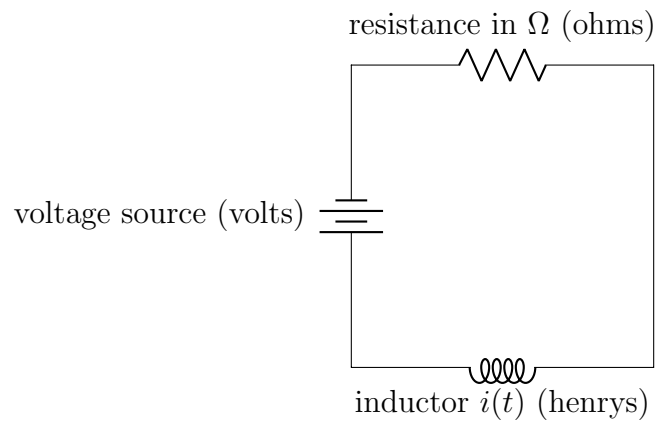 resistance in Ω (ohms)
voltage source (volts)
inductor i(t) (henrys)